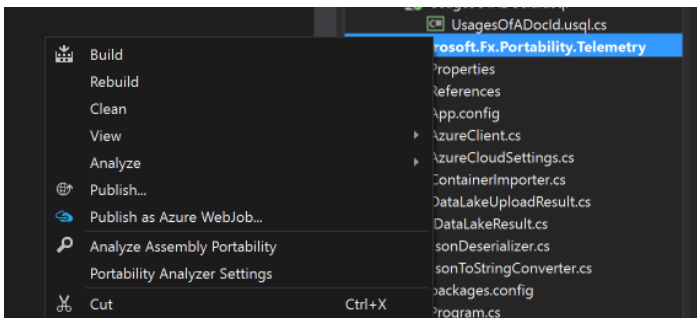 UsagesOfADocId.usql.cs
rosoft.Fx.Portability.Telemetry
Properties
References
App.config
AzureClient.cs
AzureCloudSettings.cs
ContainerImporter.cs
DataLakeUploadResult.cs
DataLakeResult.cs
sonDeserializer.cs
sonToStringConverter.cs
packages.config
Program.cs
Build
Rebuild
Clean
View
Analyze
Publish...
Publish as Azure WebJob...
Analyze Assembly Portability
Portability Analyzer Settings
Cut Ctrl+X